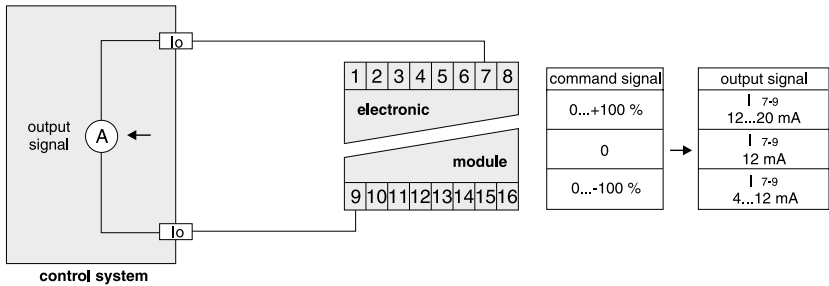 Io
output
signal
A
Io
control system
1 2 3 4 5 6 7 8
electronic
module
9 10 11 12 13 14 15 16
command signal
0...+100 %
0
0...-100 %
output signal
I 7-9
12...20 mA
I 7-9
12 mA
I 7-9
4...12 mA